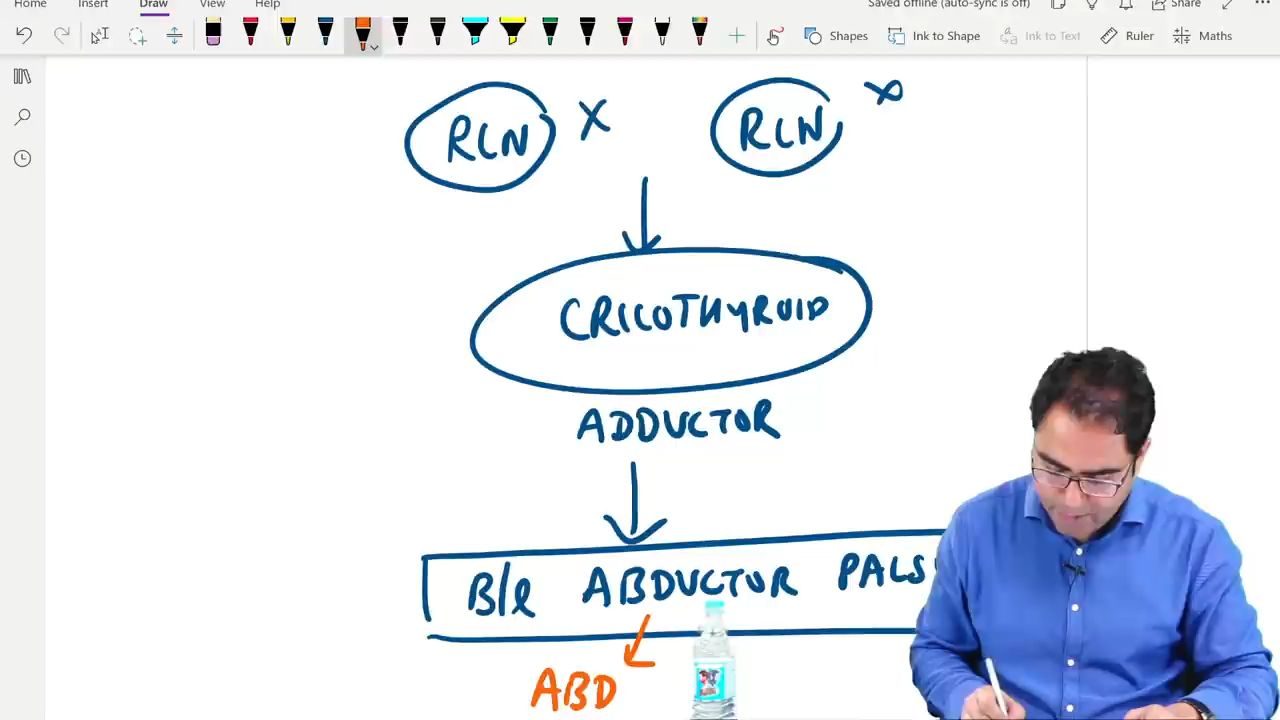 Home Insert Draw View Help Saved offline (auto-sync is off) Share
Shapes Ink to Shape Ink to Text Ruler Maths
RLN X RLN X
CRICOTHYROID
ADDUCTOR
B/L ABDUCTOR PALS
ABD